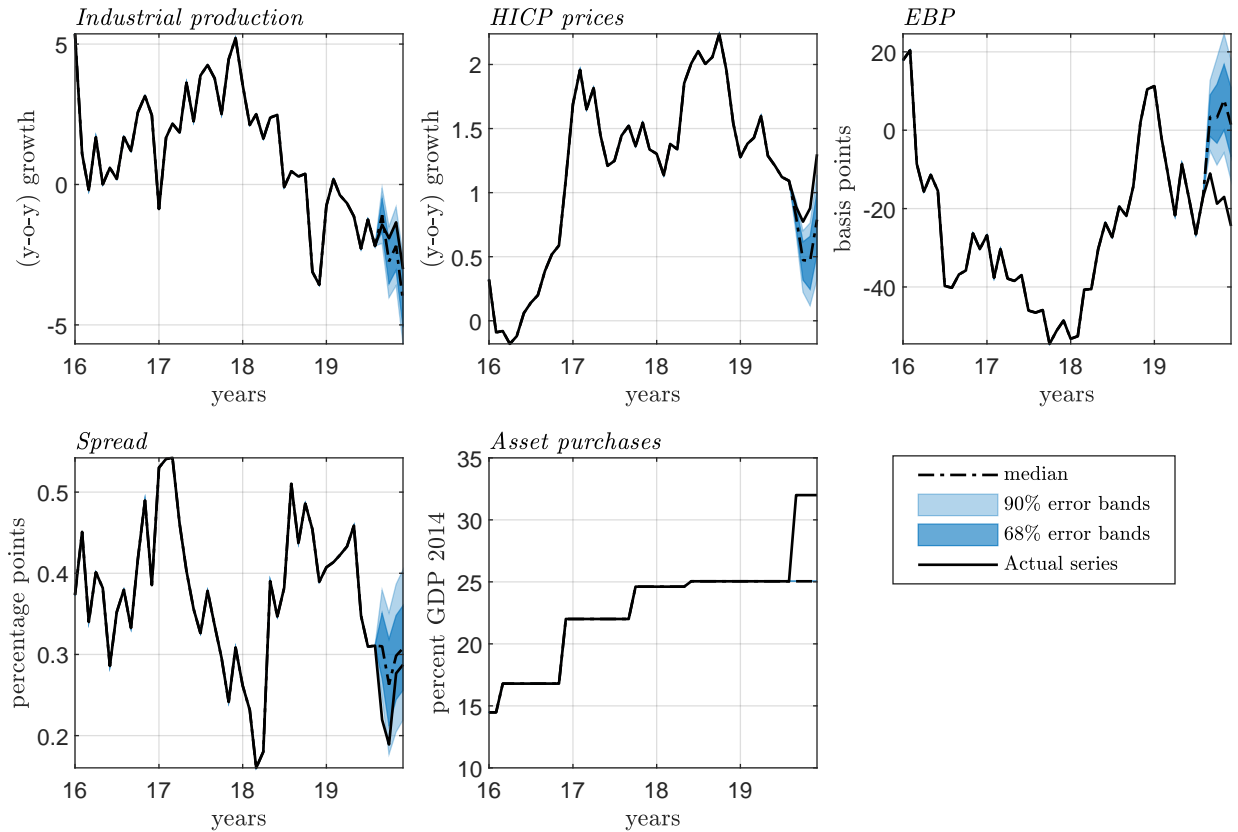 Industrial production
(y-o-y) growth
5
0
-5
16 17 18 19
years
HICP prices
(y-o-y) growth
2
1.5
1
0.5
0
16 17 18 19
years
EBP
basis points
20
0
-20
-40
16 17 18 19
years
Spread
percentage points
0.5
0.4
0.3
0.2
16 17 18 19
years
Asset purchases
percent GDP 2014
35
30
25
20
15
10
16 17 18 19
years
median
90% error bands
68% error bands
Actual series